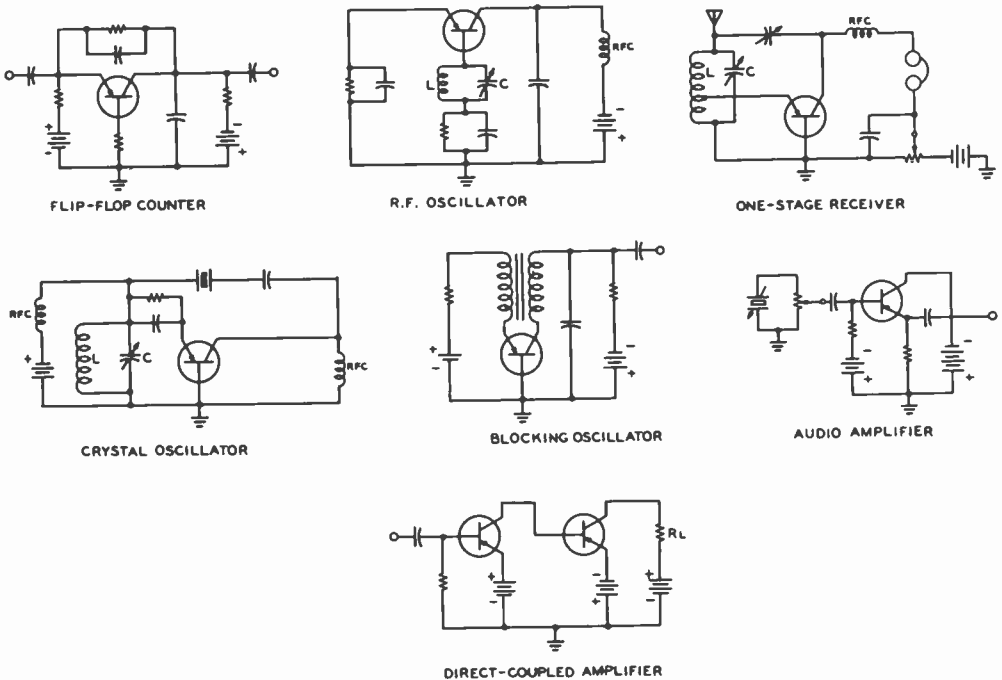 RFC
L
C
+
-
-
+
FLIP-FLOP COUNTER
-
+
R.F. OSCILLATOR
RFC
L
C
ONE-STAGE RECEIVER
RFC
L
C
+
-
RFC
CRYSTAL OSCILLATOR
+
-
-
+
BLOCKING OSCILLATOR
-
+
-
+
AUDIO AMPLIFIER
RL
+
-
-
+
+
-
DIRECT-COUPLED AMPLIFIER